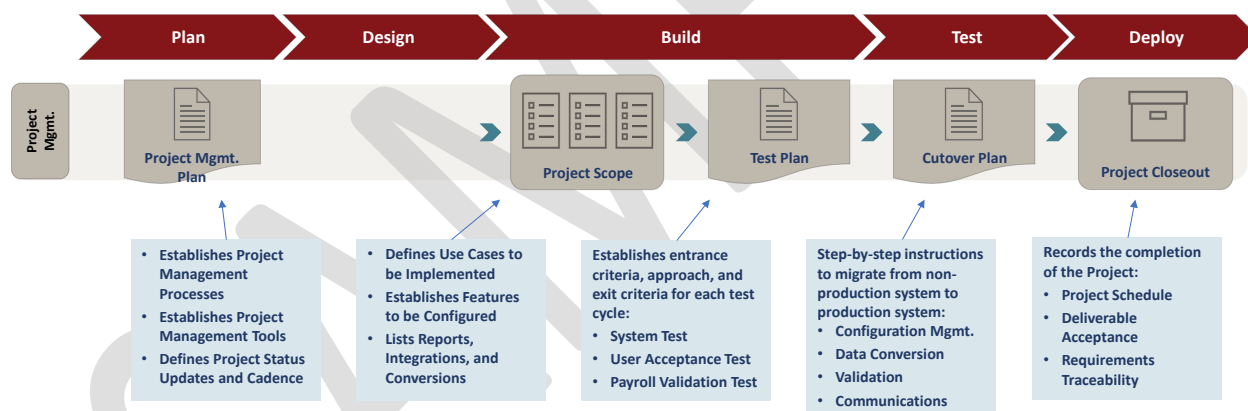 Plan
Design
Build
Test
Deploy
Project
Mgmt.
Project Mgmt.
Plan
Project Scope
Test Plan
Cutover Plan
Project Closeout
• Establishes Project
Management
Processes
• Establishes Project
Management Tools
• Defines Project Status
Updates and Cadence
• Defines Use Cases to
be Implemented
• Establishes Features
to be Configured
• Lists Reports,
Integrations, and
Conversions
Establishes entrance
criteria, approach, and
exit criteria for each test
cycle:
• System Test
• User Acceptance Test
• Payroll Validation Test
Step-by-step instructions
to migrate from non-
production system to
production system:
• Configuration Mgmt.
• Data Conversion
• Validation
• Communications
Records the completion
of the Project:
• Project Schedule
• Deliverable
Acceptance
• Requirements
Traceability